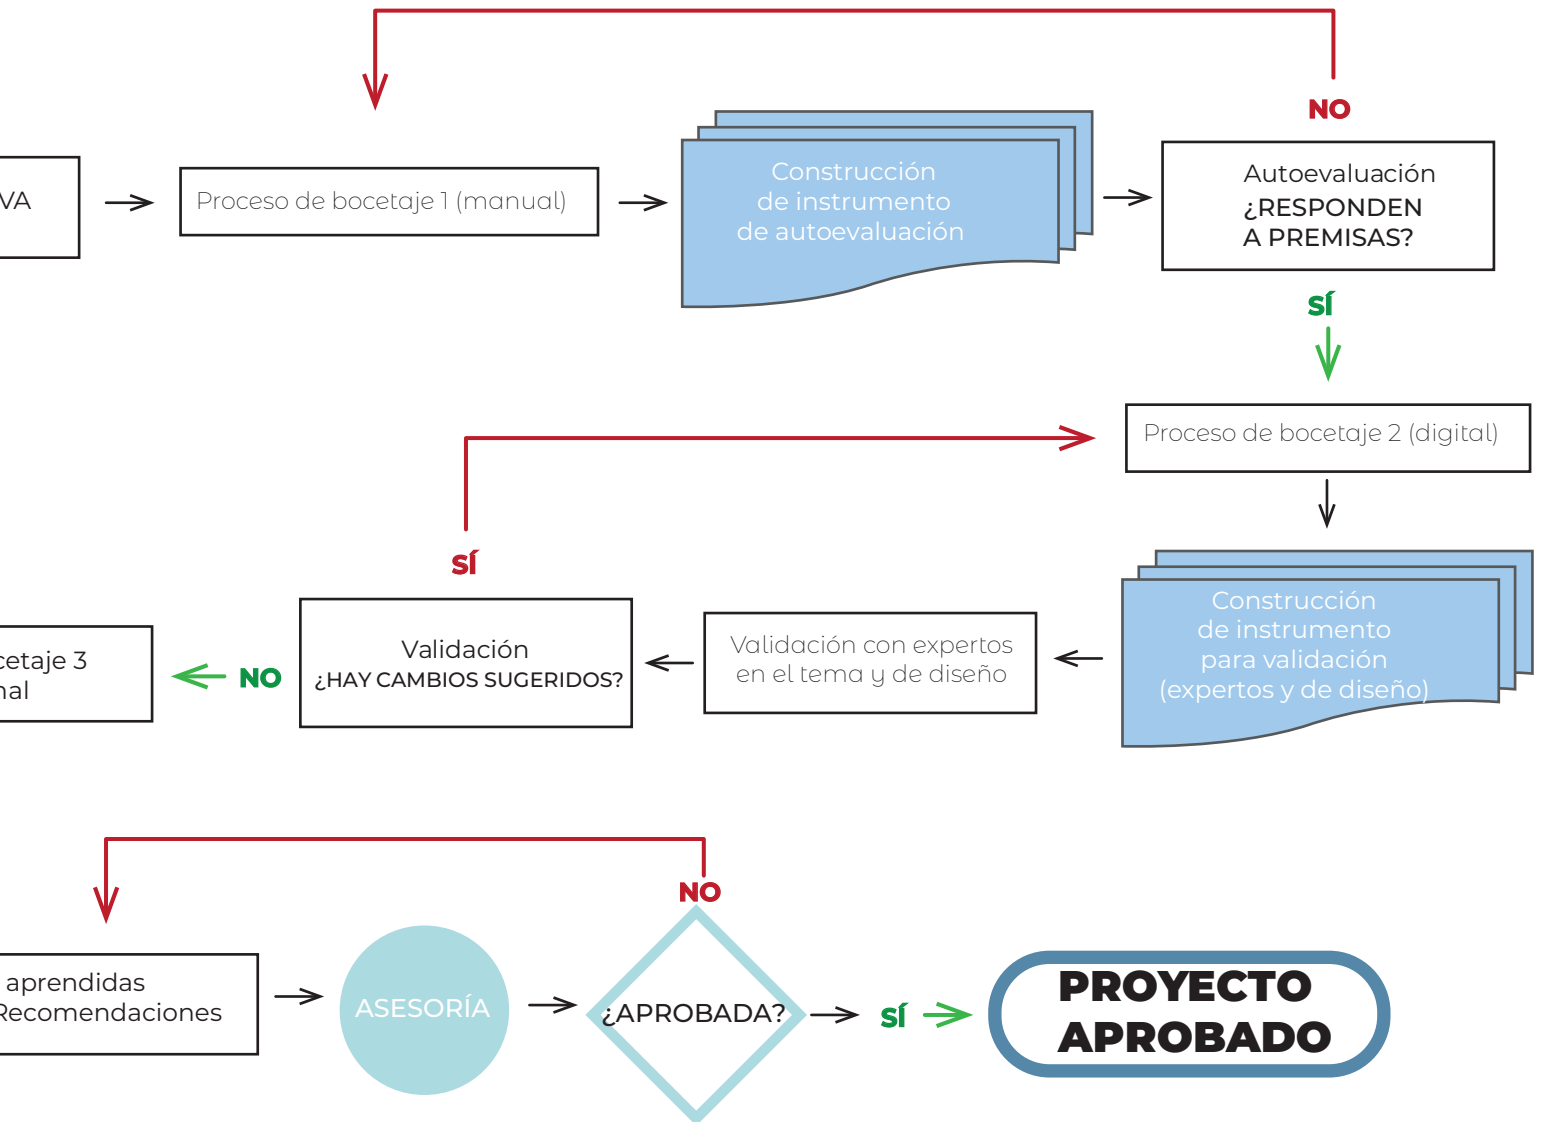 NO
VA
Proceso de bocetaje 1 (manual)
Construcción
de instrumento
de autoevaluación
Autoevaluación
¿RESPONDEN
A PREMISAS?
SÍ
Proceso de bocetaje 2 (digital)
SÍ
Construcción
de instrumento
para validación
(expertos y de diseño)
Validación con expertos
en el tema y de diseño
Validación
¿HAY CAMBIOS SUGERIDOS?
NO
cetaje 3
nal
NO
aprendidas
Recomendaciones
ASESORÍA
¿APROBADA?
SÍ
PROYECTO
APROBADO